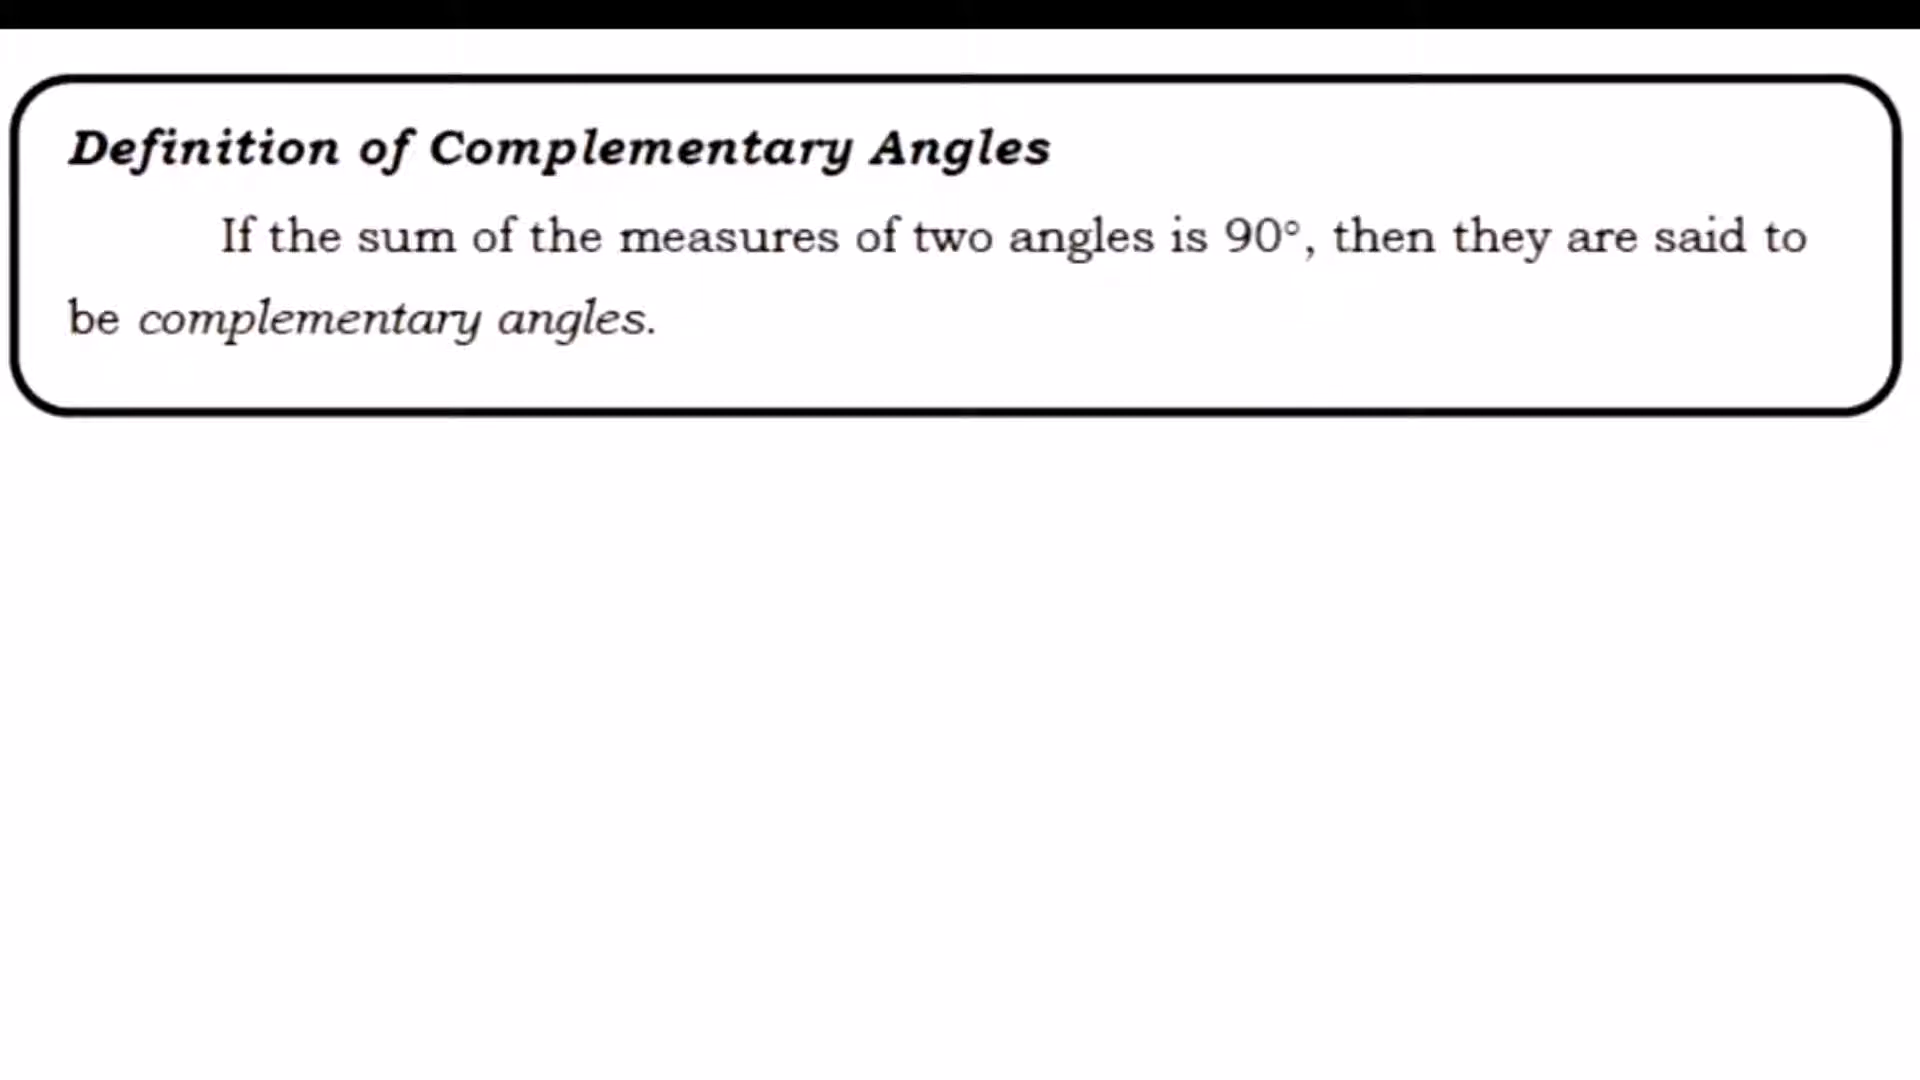 Definition of Complementary Angles
If the sum of the measures of two angles is 90°, then they are said to
be complementary angles.